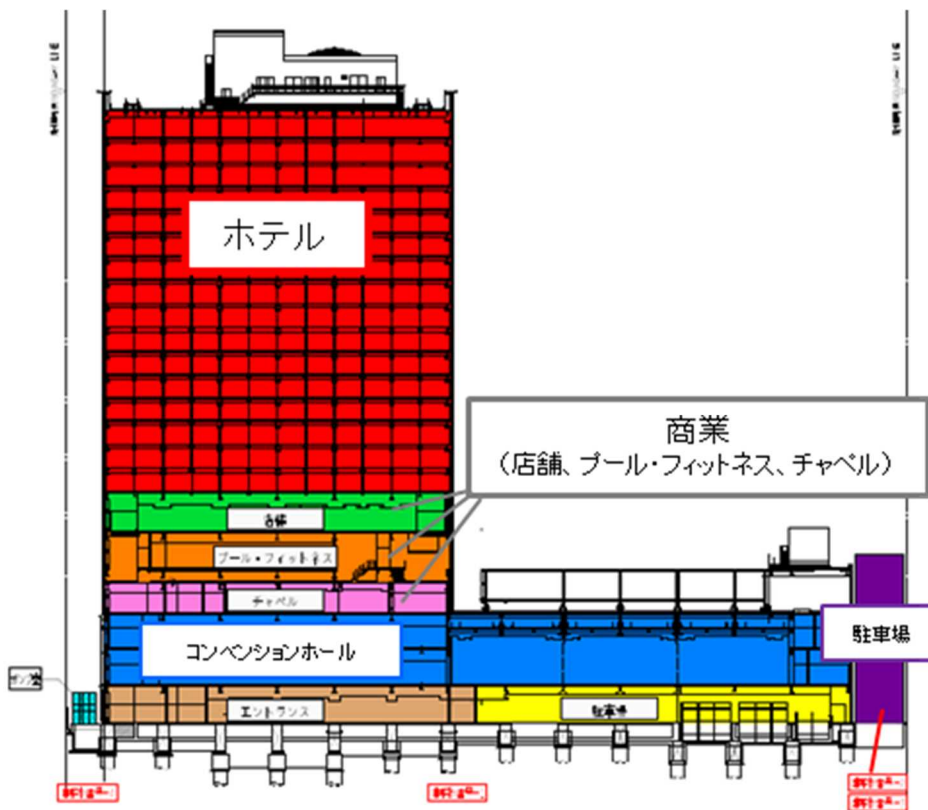 ホテル
商業
(店舗、プール・フィットネス、チャペル)
店舗
プール・フィットネス
チャペル
コンベンションホール
駐車場
エントランス
駐車場